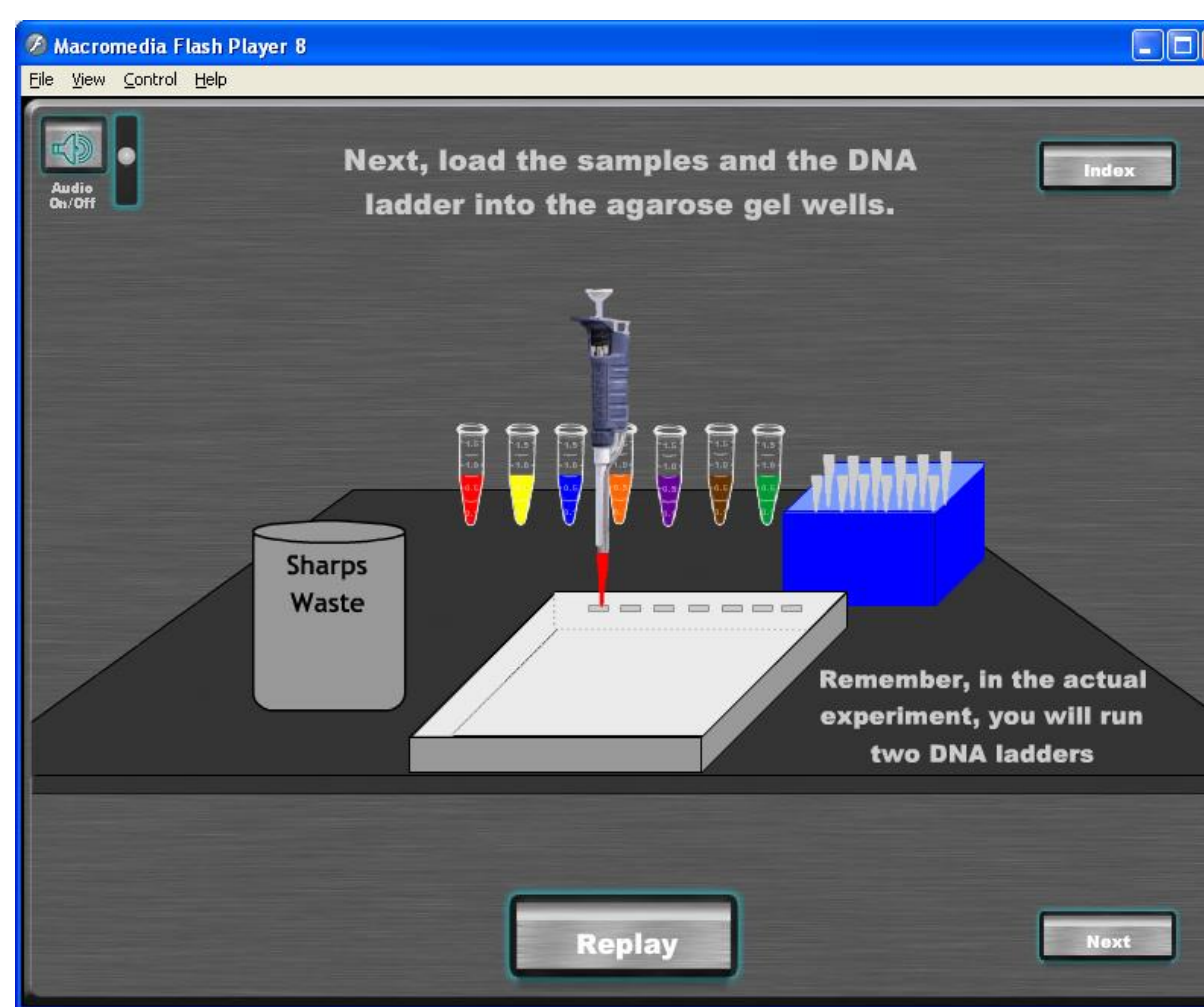 Macromedia Flash Player 8
File View Control Help
Audio
On/Off
Next, load the samples and the DNA
ladder into the agarose gel wells.
Index
Sharps
Waste
Remember, in the actual
experiment, you will run
two DNA ladders
Replay
Next